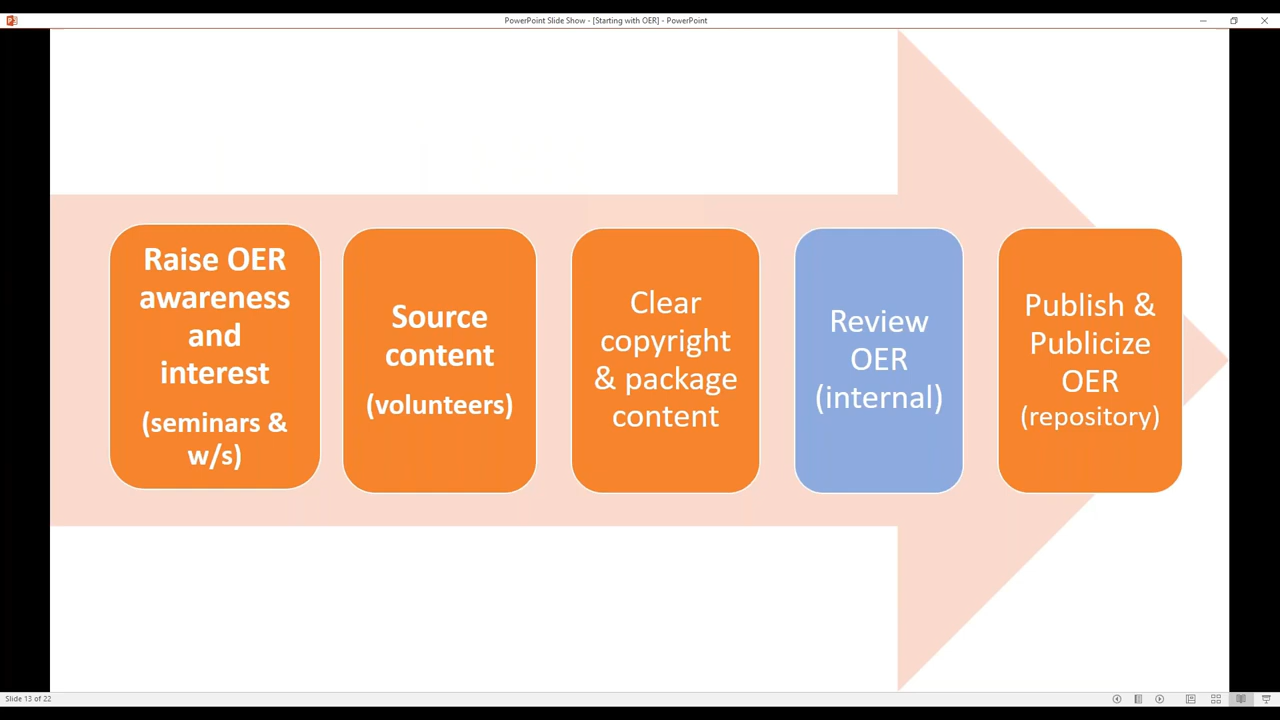 PowerPoint Slide Show - [Starting with OER] - PowerPoint
Raise OER
awareness
and
interest
(seminars &
w/s)
Source
content
(volunteers)
Clear
copyright
& package
content
Review
OER
(internal)
Publish &
Publicize
OER
(repository)
Slide 13 of 22